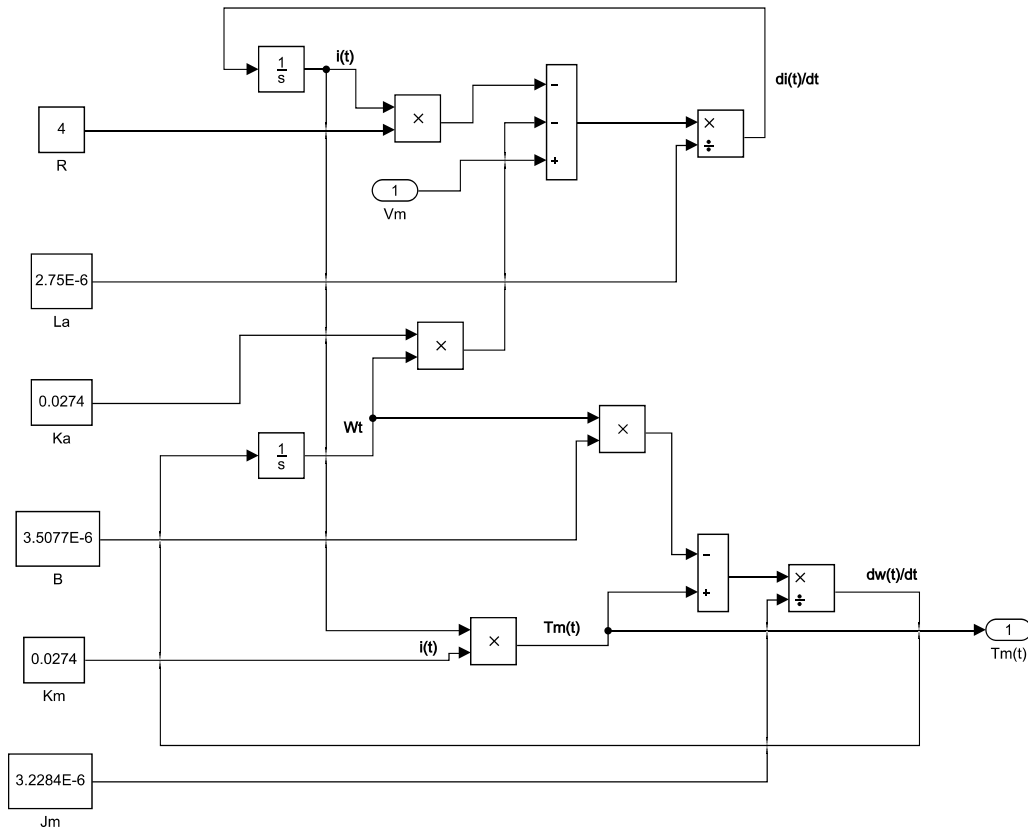 i(t)
1
s
di(t)/dt
×
−
−
+
×
÷
4
R
1
Vm
2.75E-6
La
×
0.0274
Ka
Wt
×
1
s
3.5077E-6
B
−
+
×
÷
dw(t)/dt
Tm(t)
1
Tm(t)
×
i(t)
0.0274
Km
3.2284E-6
Jm